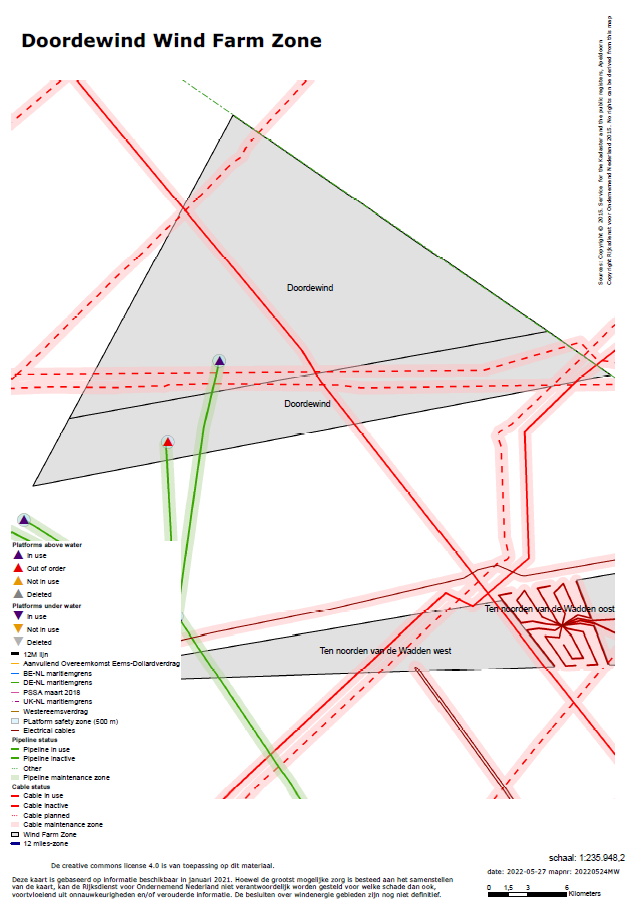 Doordewind Wind Farm Zone
Sources: Copyright © 2015. Service for the Kadaster and the public registers, Apeldoorn
Copyright Rijksdienst voor Ondernemend Nederland 2015. No rights can be derived from this map
Doordewind
Doordewind
Ten noorden van de Wadden oost
Ten noorden van de Wadden west
Platforms above water
In use
Out of order
Not in use
Deleted
Platforms under water
In use
Not in use
Deleted
12M lijn
Aanvullend Overeemkomst Eems-Doliardverdrag
BE-NL maritiemgrens
DE-NL maritiemgrens
PSSA maart 2018
UK-NL maritiemgrens
Westereemsverdrag
PLatform safety zone (500 m)
Electrical cables
Pipeline status
Pipeline in use
Pipeline inactive
Other
Pipeline maintenance zone
Cable status
Cable in use
Cable inactive
Cable planned
Cable maintenance zone
Wind Farm Zone
12 miles-zone
schaal: 1:235.948,2
De creative commons license 4.0 is van toepassing op dit materiaal.
date: 2022-05-27 mapnr: 20220524MW
Deze kaart is gebaseerd op informatie beschikbaar in januari 2021. Hoewel de grootst mogelijke zorg is besteed aan het samenstellen
van de kaart, kan de Rijksdienst voor Ondernemend Nederland niet verantwoordelijk worden gesteld voor welke schade dan ook,
voortvloeiend uit onnauwkeurigheden en/of verouderde informatie. De besluiten over windenergie gebieden zijn nog niet definitief.
0 1,5 3 6
Kilometers